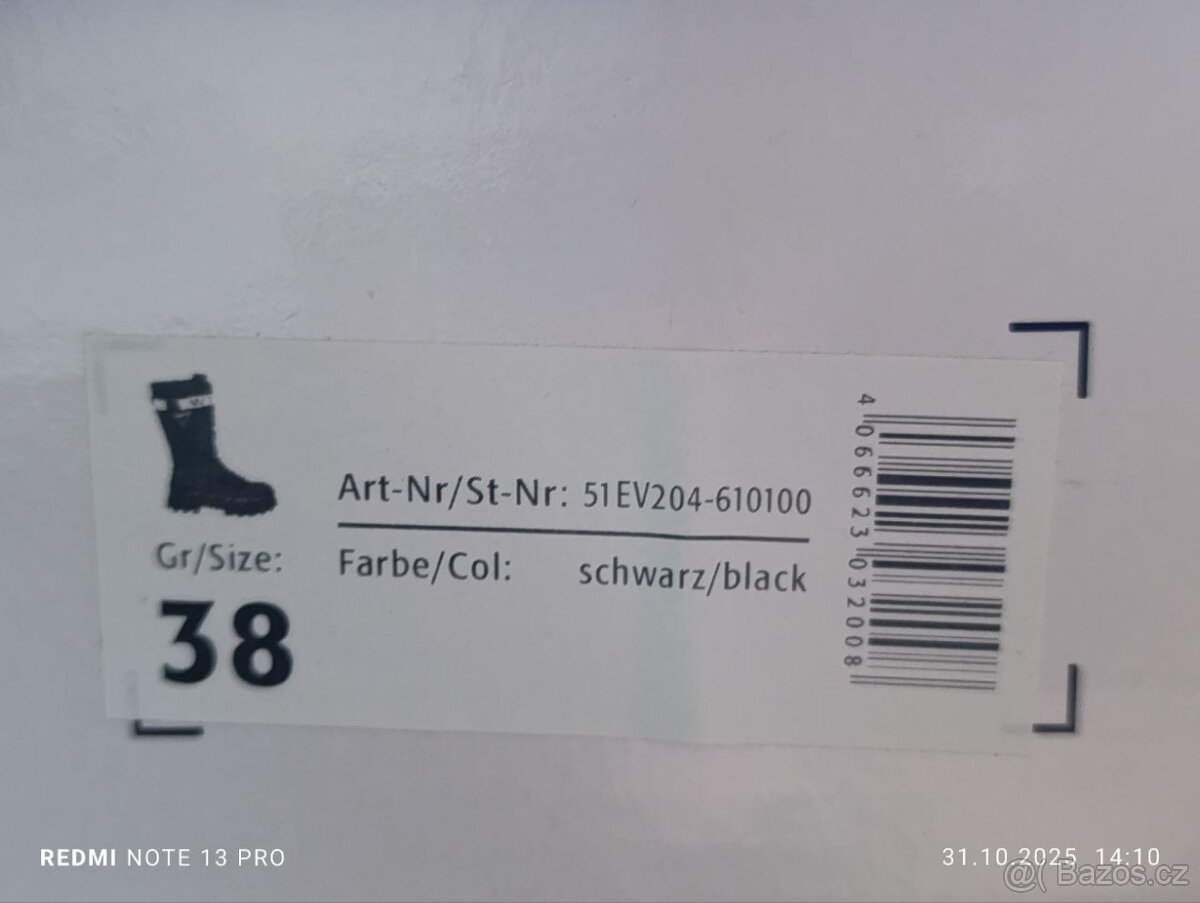 Art-Nr/St-Nr: 51EV204-610100
Gr/Size:
38
Farbe/Col: schwarz/black
4 066623 032008
REDMI NOTE 13 PRO
31.10.2025 14:10
@( Bazos.cz